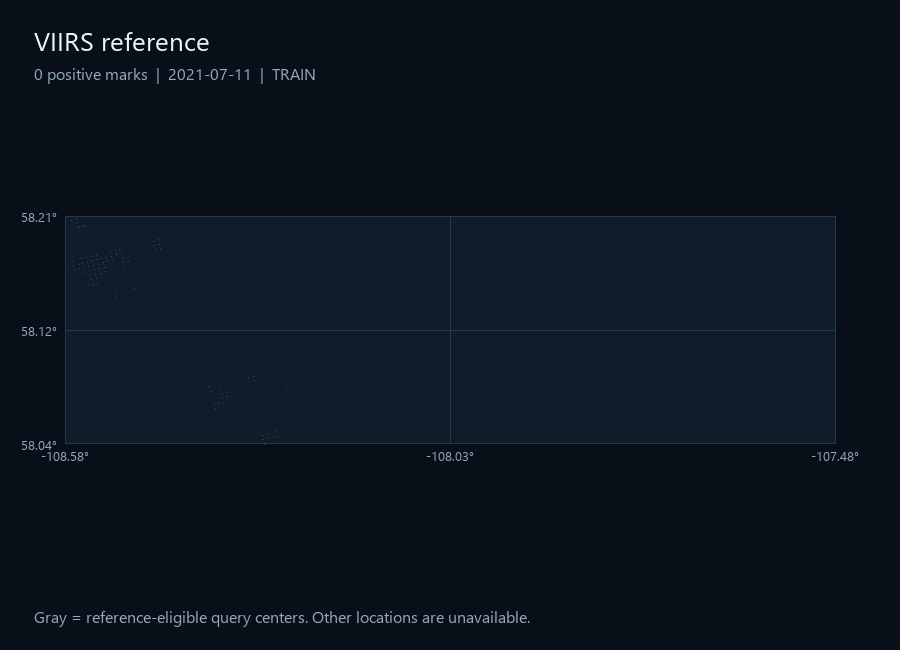 VIIRS reference
0 positive marks | 2021-07-11 | TRAIN
58.21°
58.12°
58.04°
-108.58°
-108.03°
-107.48°
Gray = reference-eligible query centers. Other locations are unavailable.